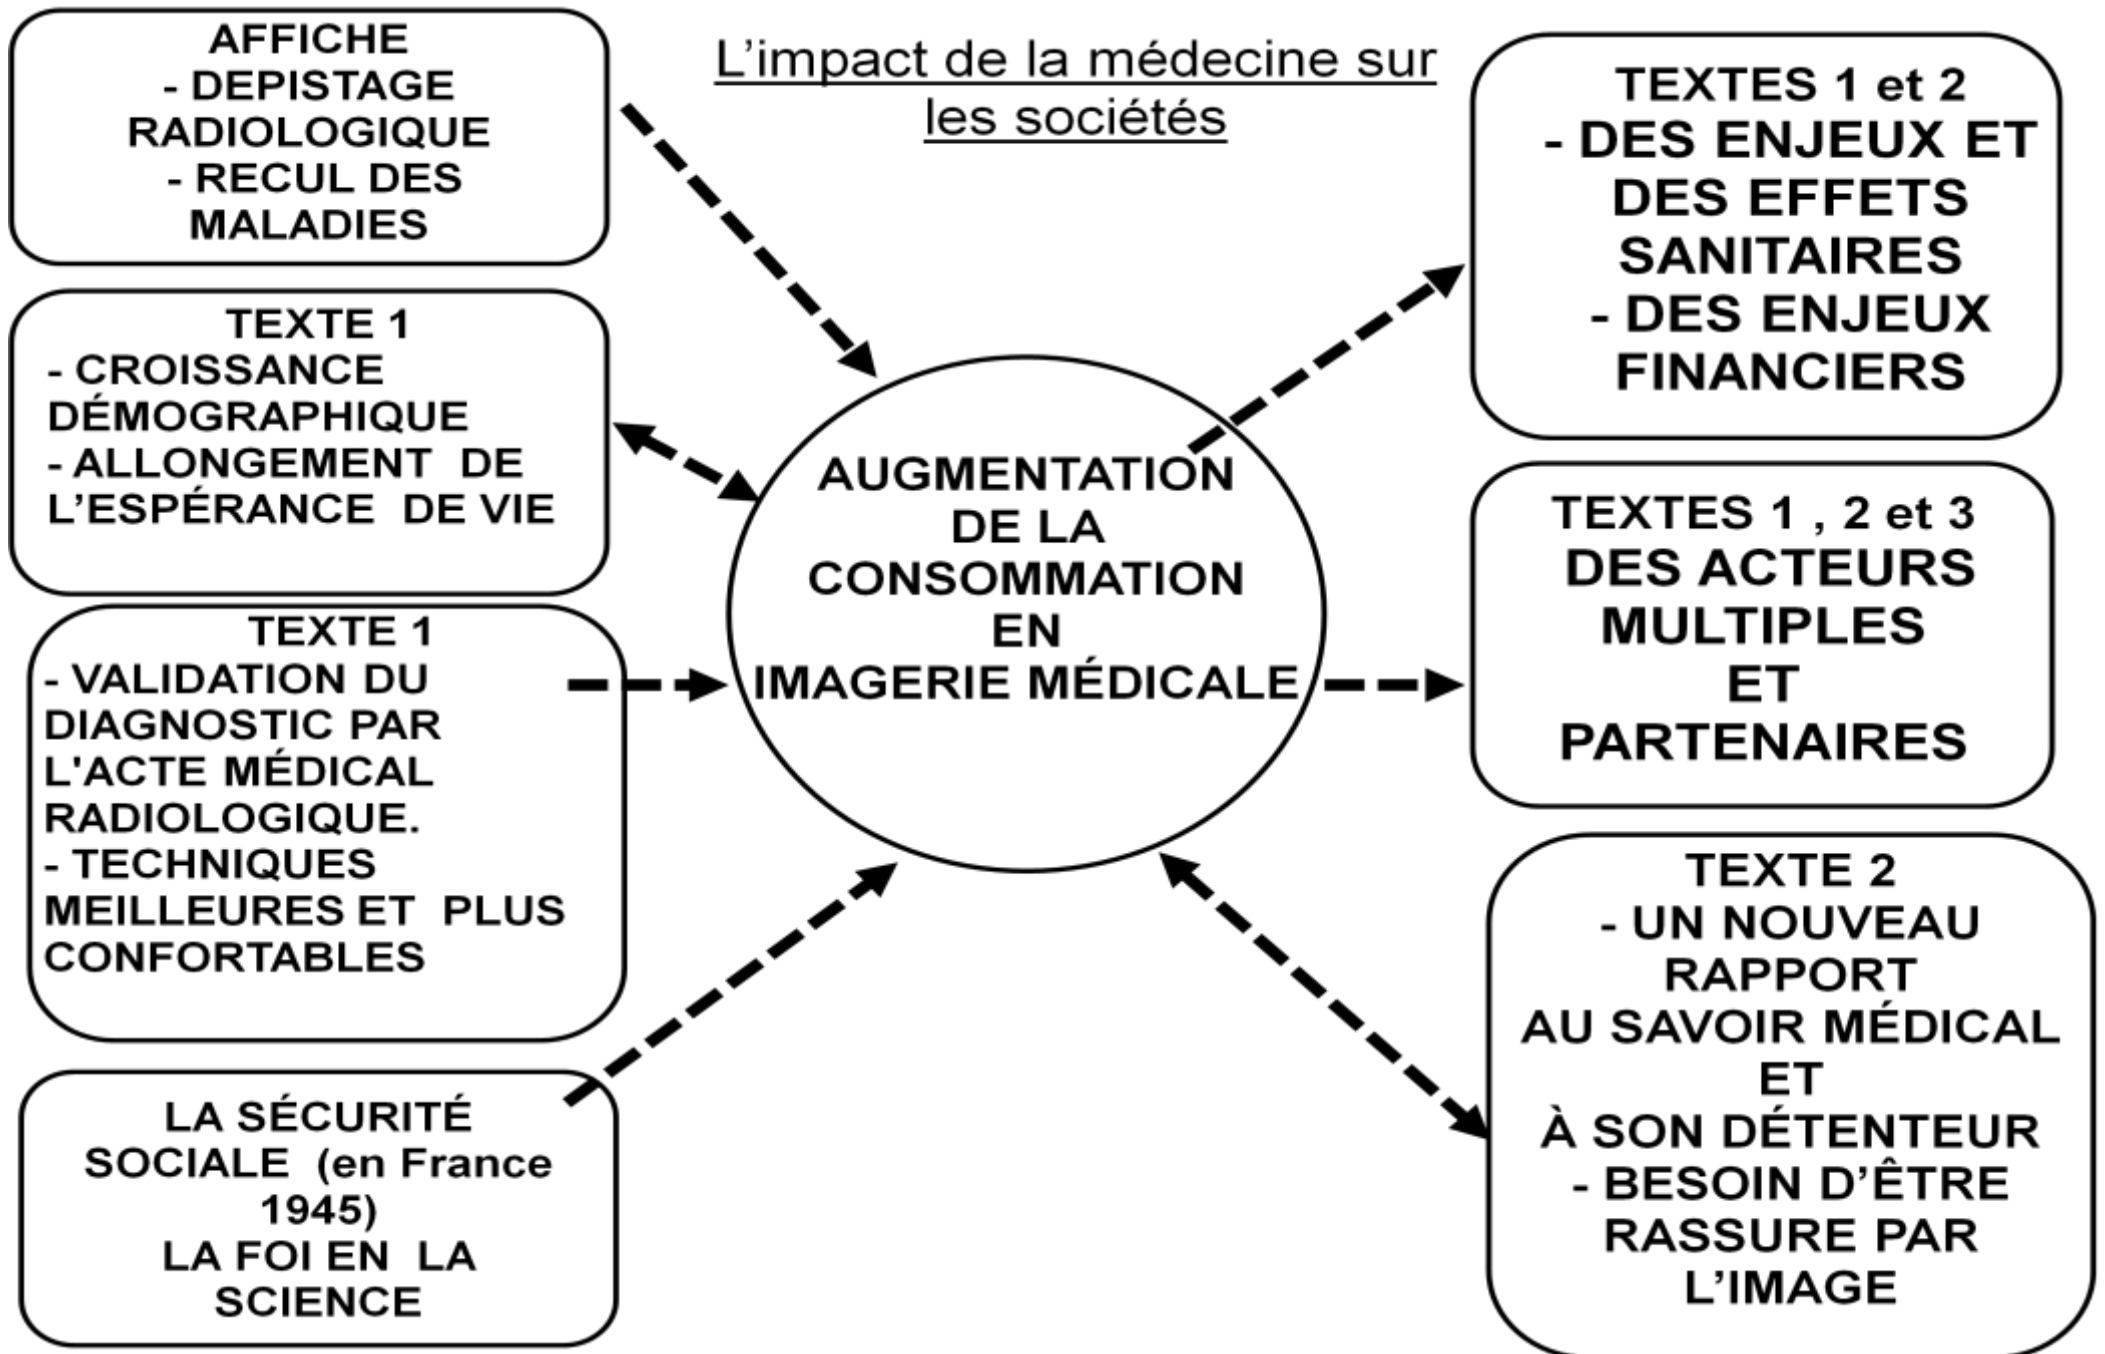 L'impact de la médecine sur
les sociétés
AFFICHE
- DEPISTAGE
RADIOLOGIQUE
- RECUL DES
MALADIES
TEXTE 1
- CROISSANCE
DÉMOGRAPHIQUE
- ALLONGEMENT DE
L'ESPÉRANCE DE VIE
TEXTE 1
- VALIDATION DU
DIAGNOSTIC PAR
L'ACTE MÉDICAL
RADIOLOGIQUE.
- TECHNIQUES
MEILLEURES ET PLUS
CONFORTABLES
LA SÉCURITÉ
SOCIALE (en France
1945)
LA FOI EN LA
SCIENCE
AUGMENTATION
DE LA
CONSOMMATION
EN
IMAGERIE MÉDICALE
TEXTES 1 et 2
- DES ENJEUX ET
DES EFFETS
SANITAIRES
- DES ENJEUX
FINANCIERS
TEXTES 1 , 2 et 3
DES ACTEURS
MULTIPLES
ET
PARTENAIRES
TEXTE 2
- UN NOUVEAU
RAPPORT
AU SAVOIR MÉDICAL
ET
À SON DÉTENTEUR
- BESOIN D'ÊTRE
RASSURE PAR
L'IMAGE